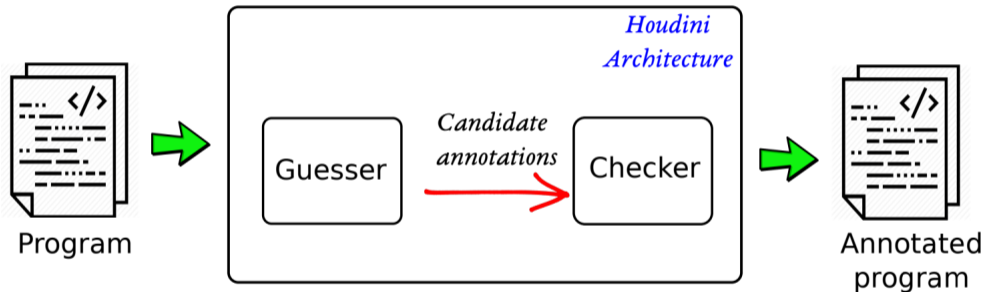 Houdini
Architecture
</>
Program
Guesser
Candidate
annotations
Checker
</>
Annotated
program